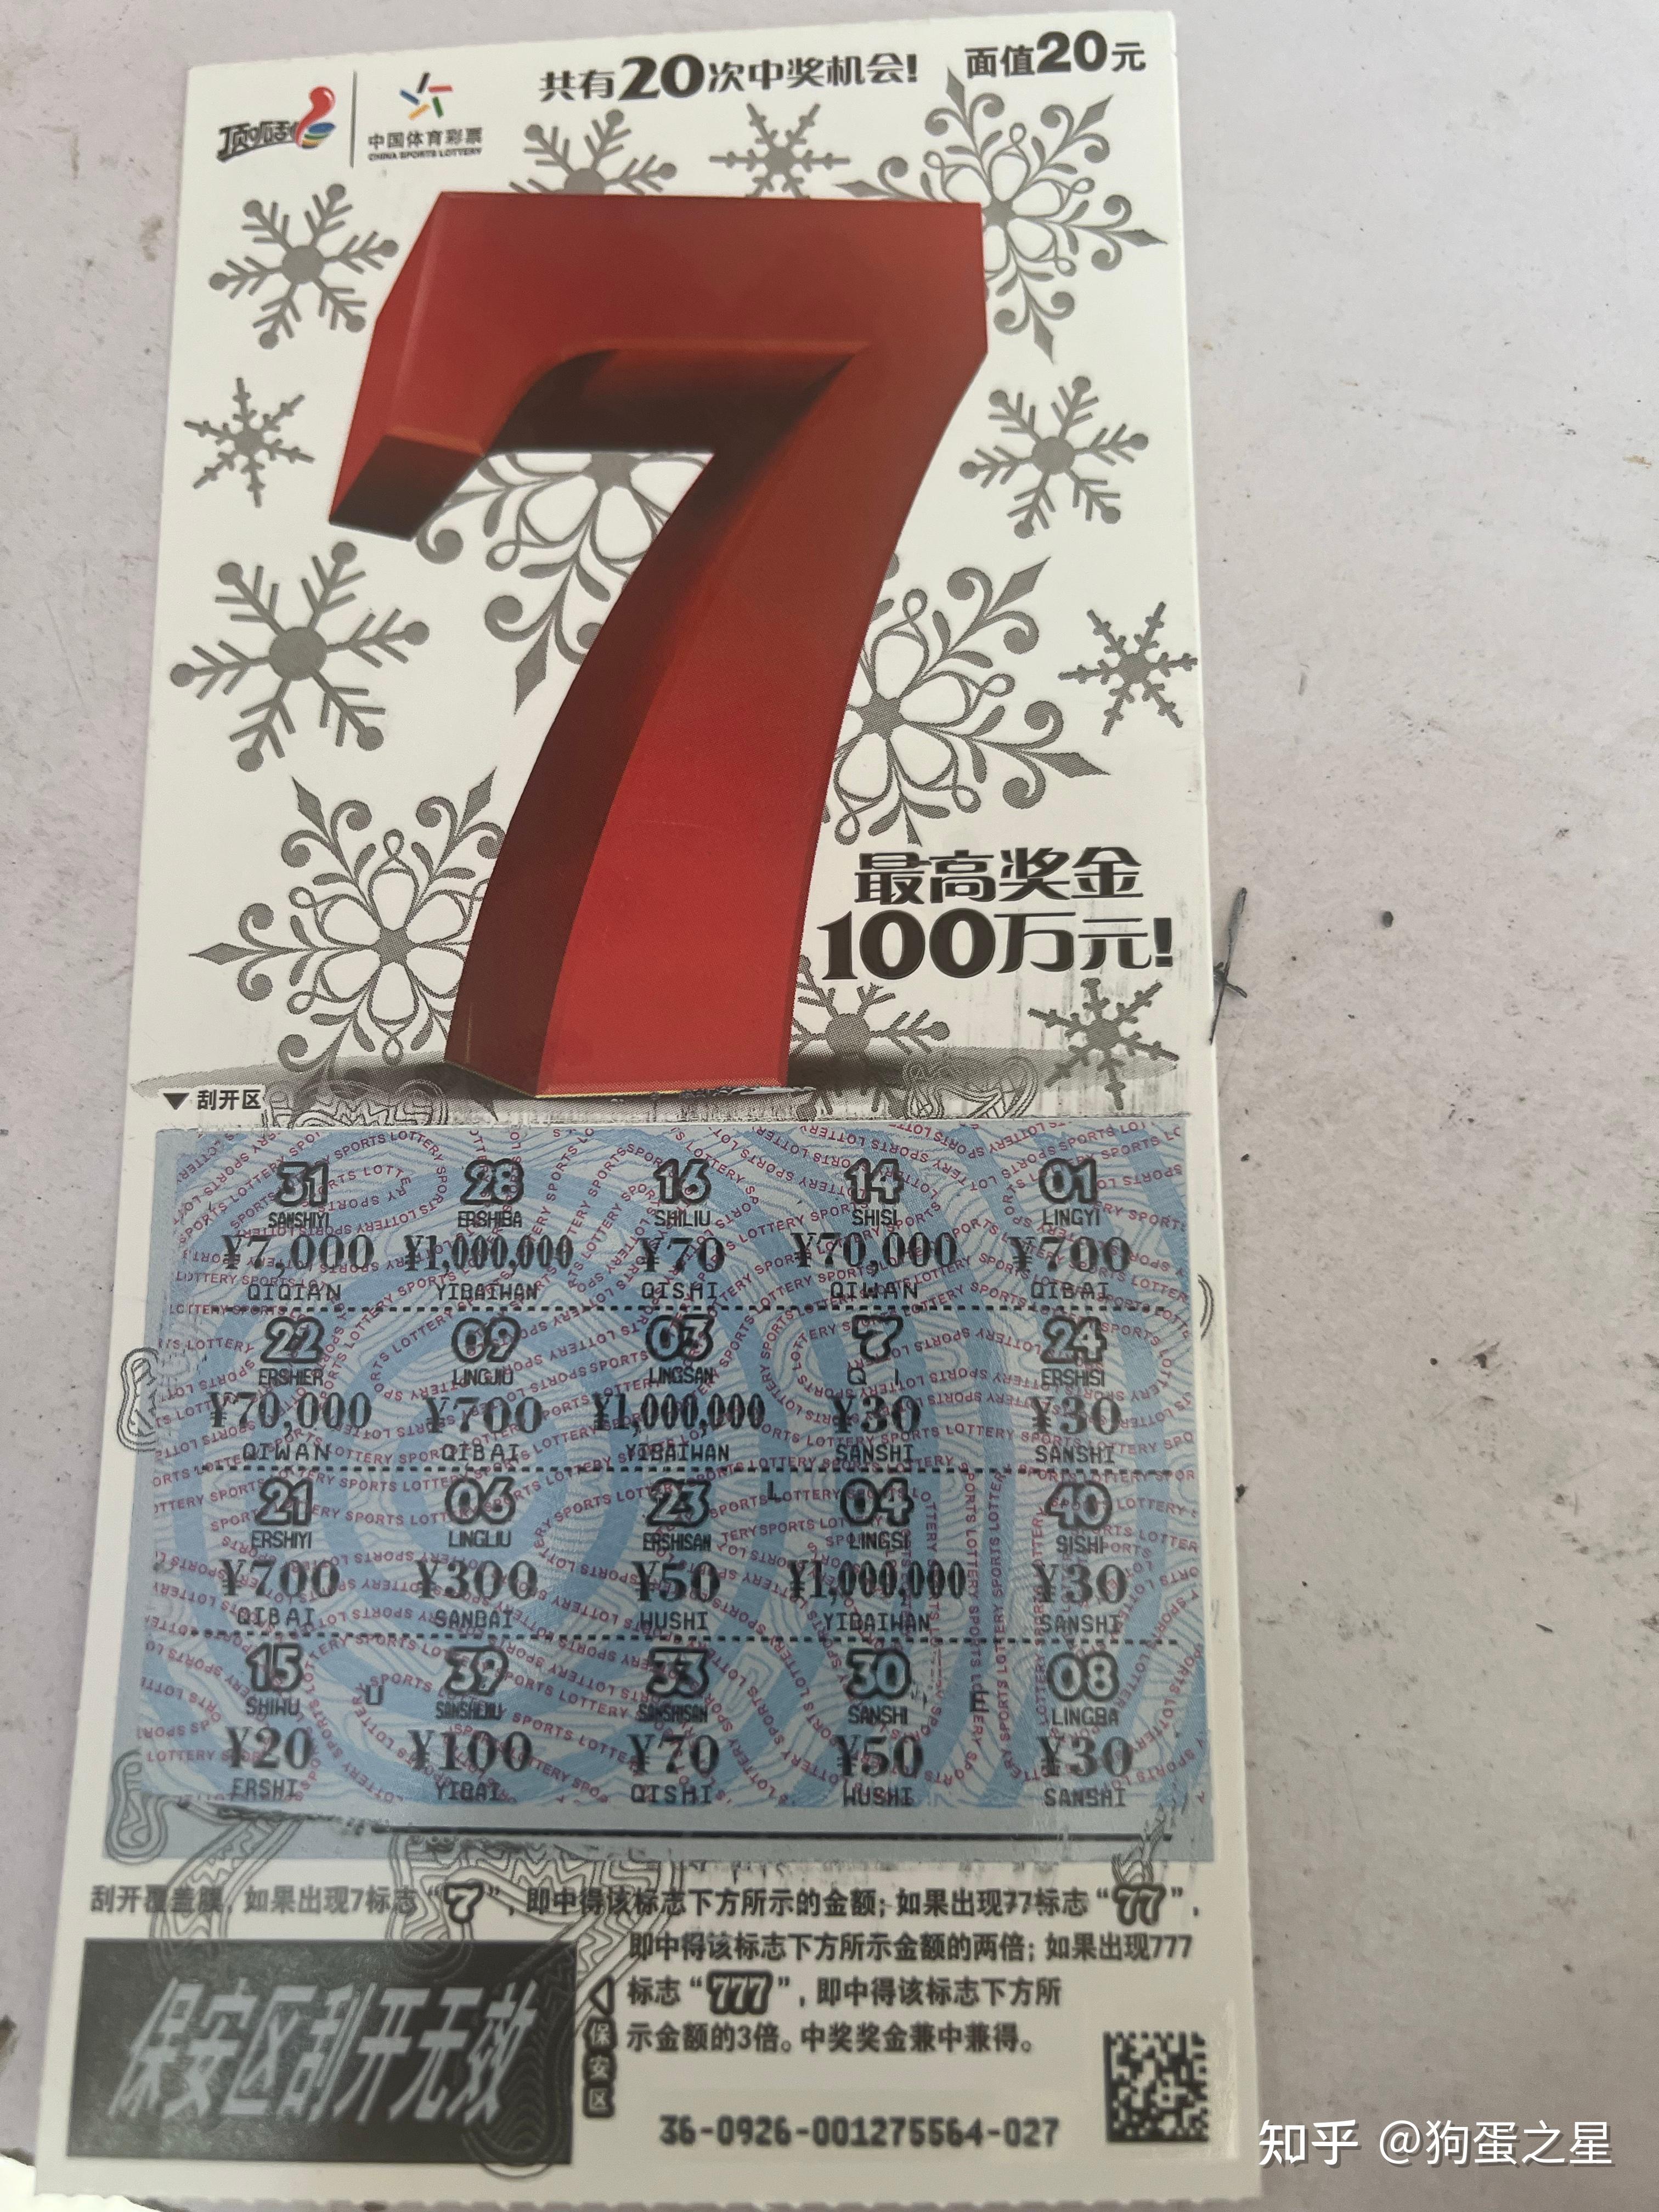 共有20次中奖机会! 面值20元
顶呱刮 中国体育彩票
CHINA SPORTS LOTTERY
7
最高奖金
100万元!
▼刮开区
31 28 16 14 01
SANSHIYI ERSHIBA SHILIU SHISI LINGYI
¥7,000 ¥1,000,000 ¥70 ¥70,000 ¥700
QIQIAN YIBAIWAN QISHI QIWAN QIBAI
22 09 03 7 24
ERSHIER LINGJIU LINGSAN QI ERSHISI
¥70,000 ¥700 ¥1,000,000 ¥30 ¥30
QIWAN QIBAI YIBAIWAN SANSHI SANSHI
21 06 23 L 04 40
ERSHIYI LINGLIU ERSHISAN LINGSI SISHI
¥700 ¥300 ¥50 ¥1,000,000 ¥30
QIBAI SANBAI WUSHI YIBAIWAN SANSHI
15 39 33 30 08
SHIWU U SANSHIJIU SANSHISAN SANSHI E LINGBA
¥20 ¥100 ¥70 ¥50 ¥30
ERSHI YIBAI QISHI WUSHI SANSHI
刮开覆盖膜,如果出现7标志“7”,即中得该标志下方所示的金额;如果出现77标志“77”,
即中得该标志下方所示金额的两倍;如果出现777
标志“777”,即中得该标志下方所
示金额的3倍。中奖奖金兼中兼得。
保安区刮开无效
◀保安区
36-0926-001275564-027
知乎 @狗蛋之星